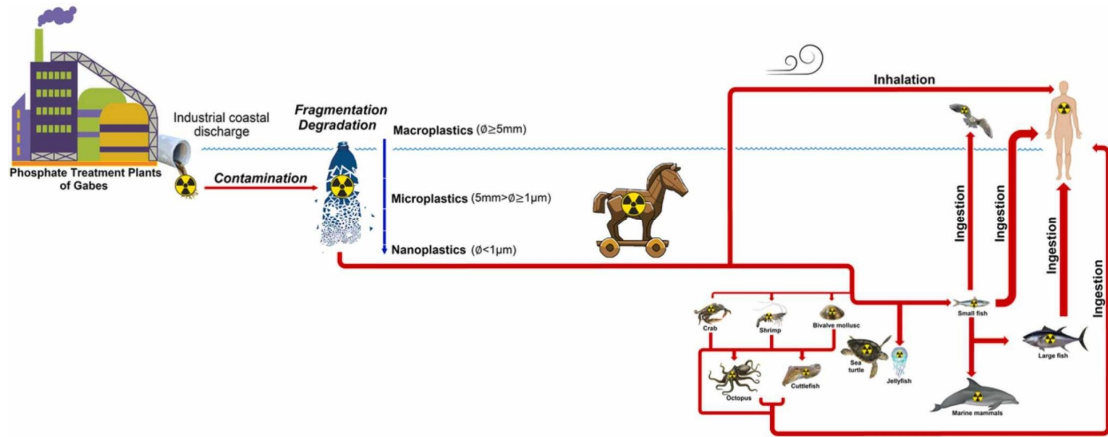 Industrial coastal
discharge
Phosphate Treatment Plants
of Gabes
Contamination
Fragmentation
Degradation
Macroplastics (Ø≥5mm)
Microplastics (5mm>Ø≥1µm)
Nanoplastics (Ø<1µm)
Inhalation
Ingestion
Ingestion
Ingestion
Ingestion
Crab
Shrimp
Bivalve mollusc
Small fish
Sea
turtle
Jellyfish
Large fish
Octopus
Cuttlefish
Marine mammals